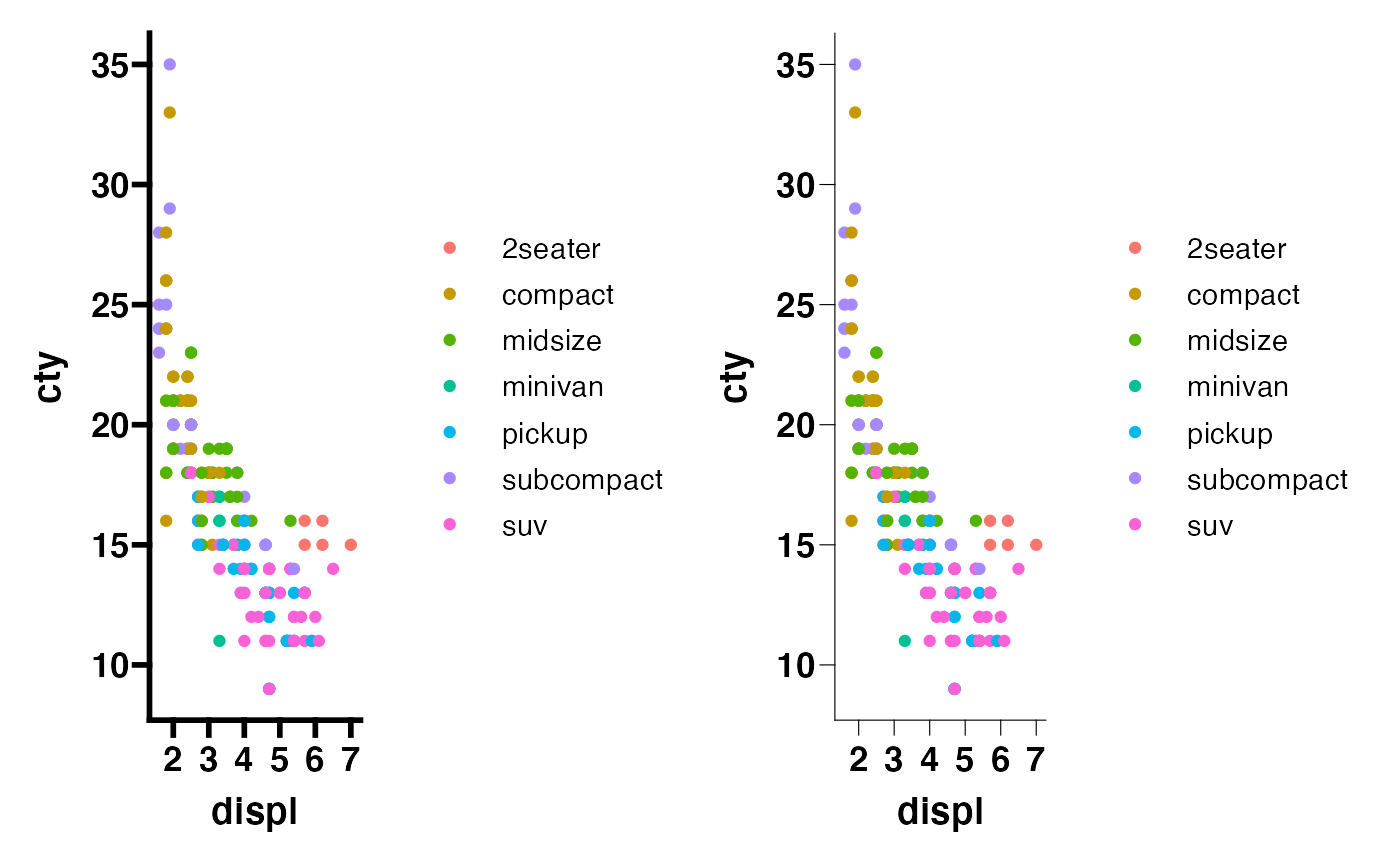 35
30
25
20
15
10
cty
2 3 4 5 6 7
displ
2seater
compact
midsize
minivan
pickup
subcompact
suv
35
30
25
20
15
10
cty
2 3 4 5 6 7
displ
2seater
compact
midsize
minivan
pickup
subcompact
suv